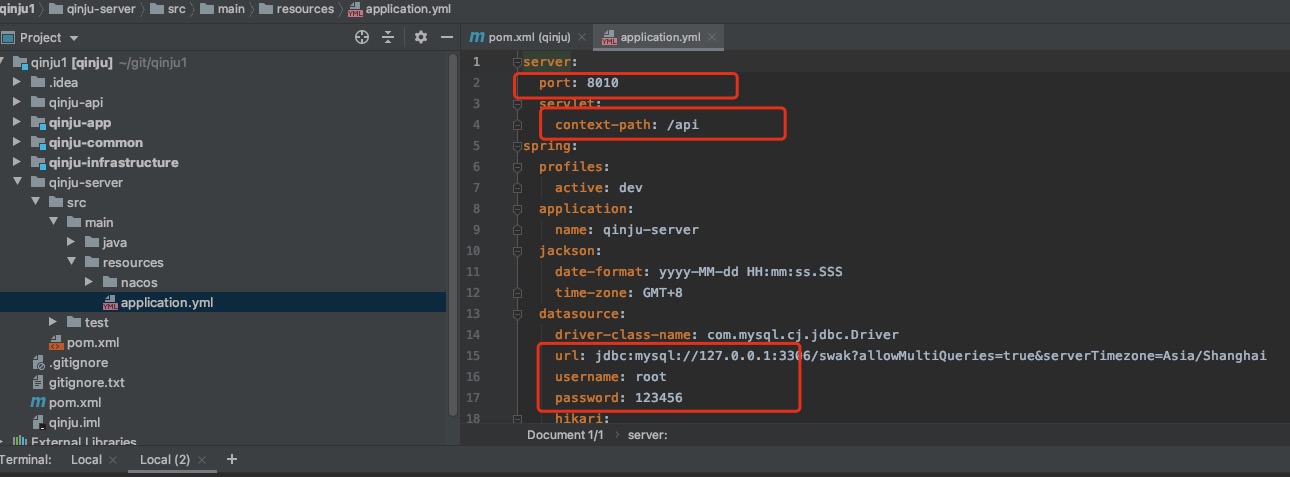 qinju1 qinju-server src main resources application.yml
Project
pom.xml (qinju) application.yml
qinju1 [qinju] ~/git/qinju1
.idea
qinju-api
qinju-app
qinju-common
qinju-infrastructure
qinju-server
src
main
java
resources
nacos
application.yml
test
pom.xml
.gitignore
gitignore.txt
pom.xml
qinju.iml
External Libraries
1 server:
2 port: 8010
3 servlet:
4 context-path: /api
5 spring:
6 profiles:
7 active: dev
8 application:
9 name: qinju-server
10 jackson:
11 date-format: yyyy-MM-dd HH:mm:ss.SSS
12 time-zone: GMT+8
13 datasource:
14 driver-class-name: com.mysql.cj.jdbc.Driver
15 url: jdbc:mysql://127.0.0.1:3306/swak?allowMultiQueries=true&serverTimezone=Asia/Shanghai
16 username: root
17 password: 123456
18 hikari:
Document 1/1 server:
Terminal: Local Local (2) +